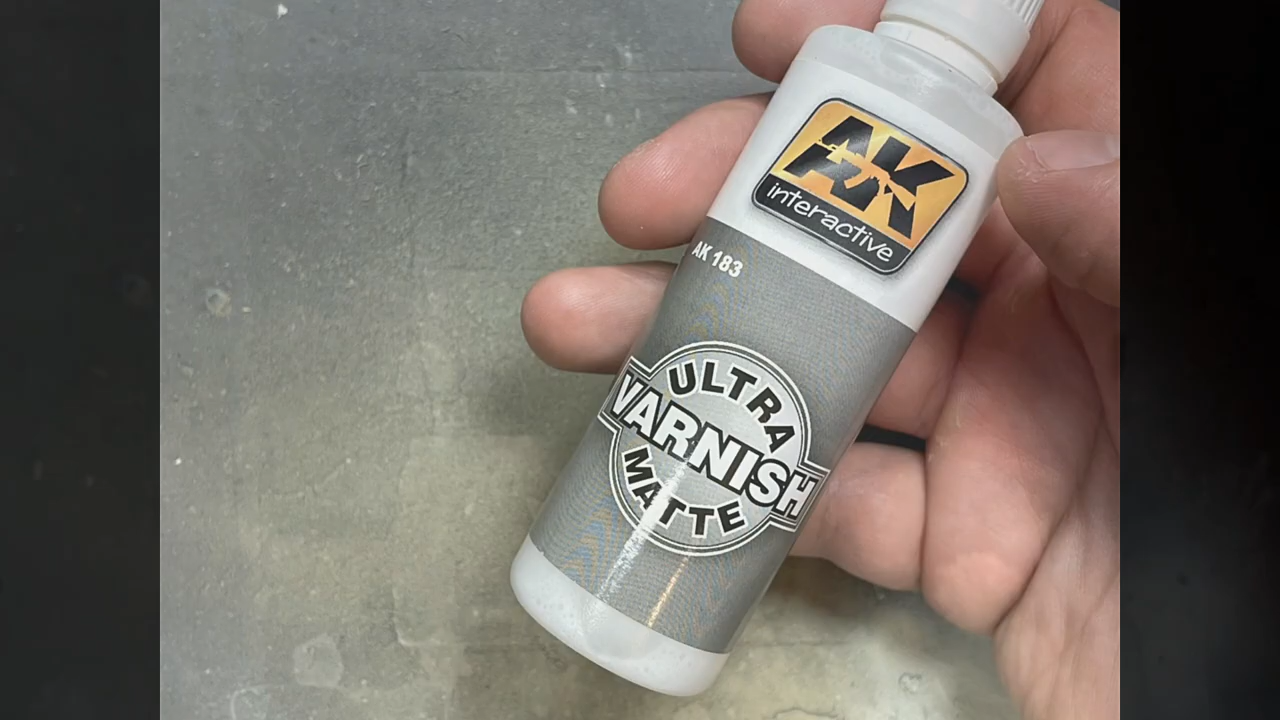 AK
interactive
AK 183
ULTRA
VARNISH
MATTE